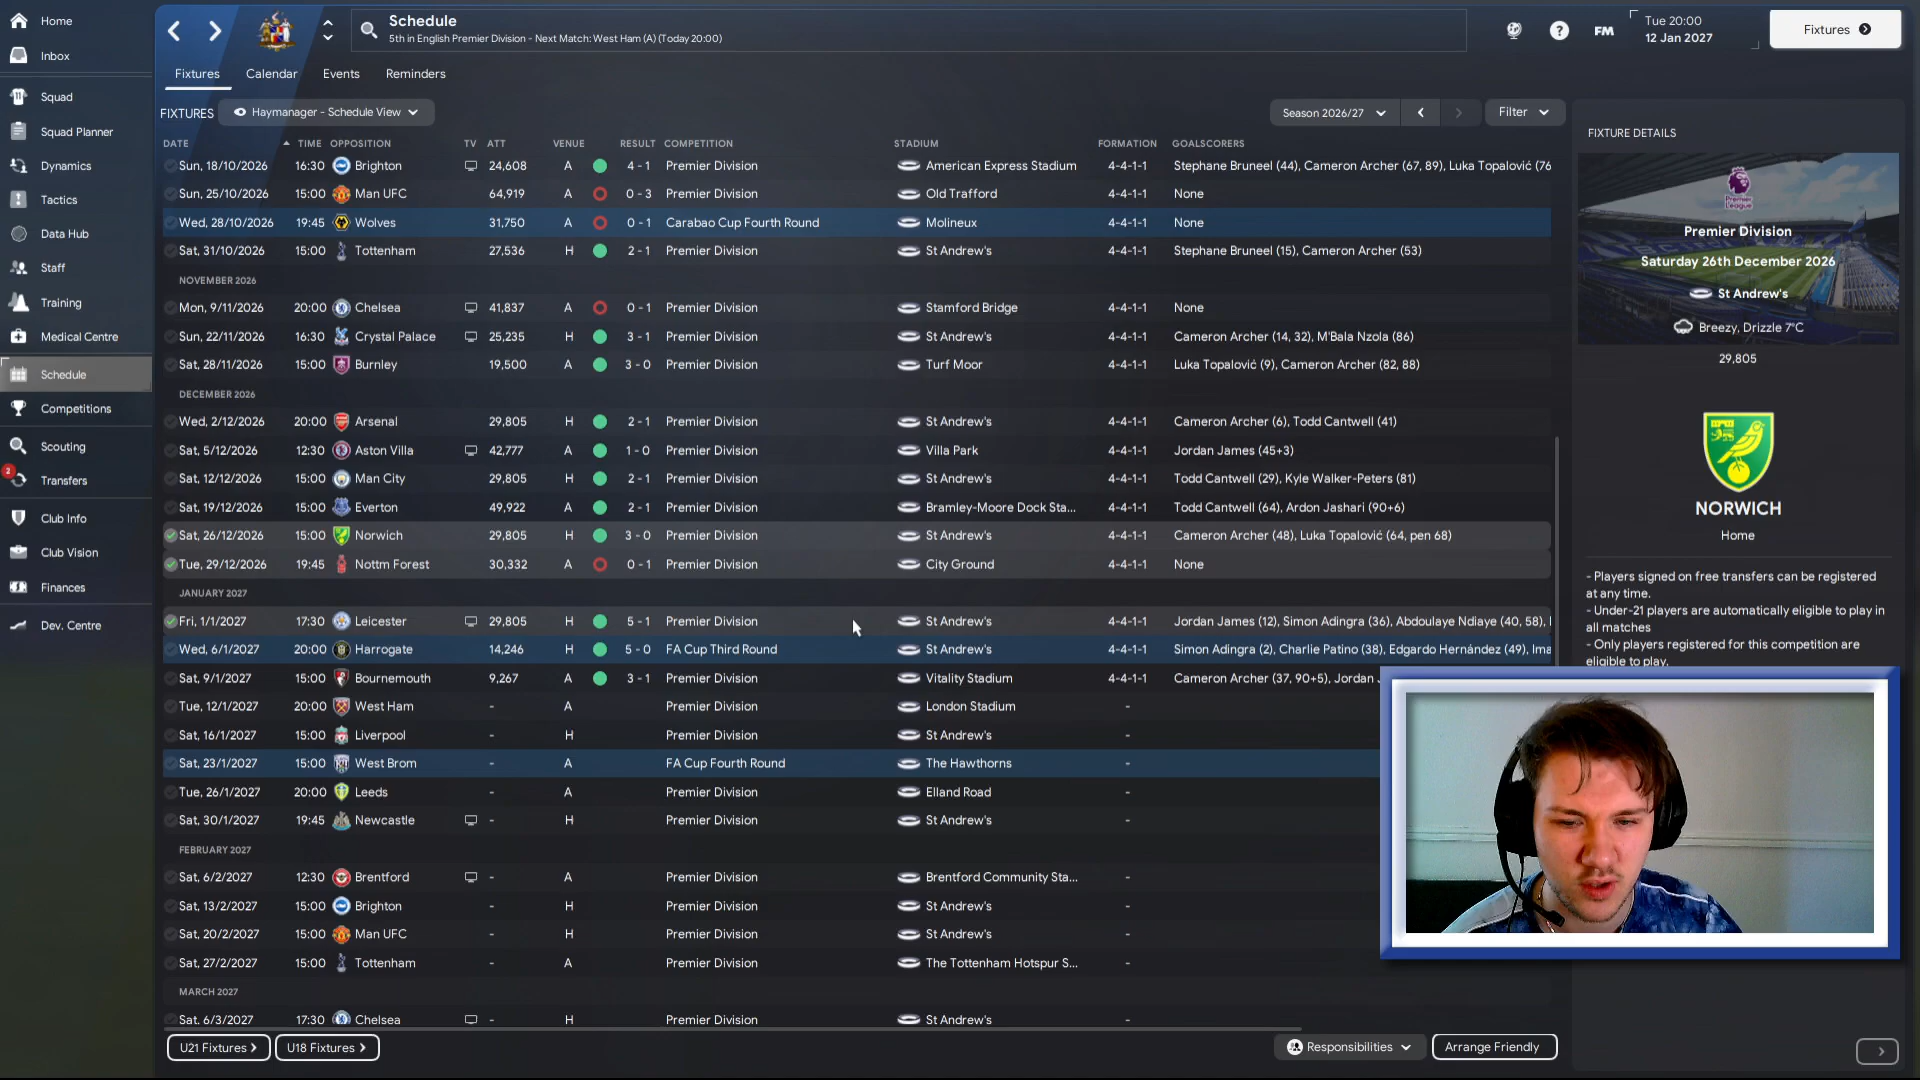 Home
Inbox
Squad
Squad Planner
Dynamics
Tactics
Data Hub
Staff
Training
Medical Centre
Schedule
Competitions
Scouting
2
Transfers
Club Info
Club Vision
Finances
Dev. Centre
Schedule
5th in English Premier Division - Next Match: West Ham (A) (Today 20:00)
FM
Tue 20:00
12 Jan 2027
Fixtures
Fixtures Calendar Events Reminders
FIXTURES Haymanager - Schedule View Season 2026/27 Filter
DATE TIME OPPOSITION TV ATT VENUE RESULT COMPETITION STADIUM FORMATION GOALSCORERS
Sun, 18/10/2026 16:30 Brighton 24,608 A 4 - 1 Premier Division American Express Stadium 4-4-1-1 Stephane Bruneel (44), Cameron Archer (67, 89), Luka Topalović (76
Sun, 25/10/2026 15:00 Man UFC 64,919 A 0 - 3 Premier Division Old Trafford 4-4-1-1 None
Wed, 28/10/2026 19:45 Wolves 31,750 A 0 - 1 Carabao Cup Fourth Round Molineux 4-4-1-1 None
Sat, 31/10/2026 15:00 Tottenham 27,536 H 2 - 1 Premier Division St Andrew's 4-4-1-1 Stephane Bruneel (15), Cameron Archer (53)
NOVEMBER 2026
Mon, 9/11/2026 20:00 Chelsea 41,837 A 0 - 1 Premier Division Stamford Bridge 4-4-1-1 None
Sun, 22/11/2026 16:30 Crystal Palace 25,235 H 3 - 1 Premier Division St Andrew's 4-4-1-1 Cameron Archer (14, 32), M'Bala Nzola (86)
Sat, 28/11/2026 15:00 Burnley 19,500 A 3 - 0 Premier Division Turf Moor 4-4-1-1 Luka Topalović (9), Cameron Archer (82, 88)
DECEMBER 2026
Wed, 2/12/2026 20:00 Arsenal 29,805 H 2 - 1 Premier Division St Andrew's 4-4-1-1 Cameron Archer (6), Todd Cantwell (41)
Sat, 5/12/2026 12:30 Aston Villa 42,777 A 1 - 0 Premier Division Villa Park 4-4-1-1 Jordan James (45+3)
Sat, 12/12/2026 15:00 Man City 29,805 H 2 - 1 Premier Division St Andrew's 4-4-1-1 Todd Cantwell (29), Kyle Walker-Peters (81)
Sat, 19/12/2026 15:00 Everton 49,922 A 2 - 1 Premier Division Bramley-Moore Dock Sta... 4-4-1-1 Todd Cantwell (64), Ardon Jashari (90+6)
Sat, 26/12/2026 15:00 Norwich 29,805 H 3 - 0 Premier Division St Andrew's 4-4-1-1 Cameron Archer (48), Luka Topalović (64, pen 68)
Tue, 29/12/2026 19:45 Nottm Forest 30,332 A 0 - 1 Premier Division City Ground 4-4-1-1 None
JANUARY 2027
Fri, 1/1/2027 17:30 Leicester 29,805 H 5 - 1 Premier Division St Andrew's 4-4-1-1 Jordan James (12), Simon Adingra (36), Abdoulaye Ndiaye (40, 58),
Wed, 6/1/2027 20:00 Harrogate 14,246 H 5 - 0 FA Cup Third Round St Andrew's 4-4-1-1 Simon Adingra (2), Charlie Patino (38), Edgardo Hernández (49), Ima
Sat, 9/1/2027 15:00 Bournemouth 9,267 A 3 - 1 Premier Division Vitality Stadium 4-4-1-1 Cameron Archer (37, 90+5), Jordan J
Tue, 12/1/2027 20:00 West Ham - A Premier Division London Stadium -
Sat, 16/1/2027 15:00 Liverpool - H Premier Division St Andrew's -
Sat, 23/1/2027 15:00 West Brom - A FA Cup Fourth Round The Hawthorns -
Tue, 26/1/2027 20:00 Leeds - A Premier Division Elland Road -
Sat, 30/1/2027 19:45 Newcastle - H Premier Division St Andrew's -
FEBRUARY 2027
Sat, 6/2/2027 12:30 Brentford - A Premier Division Brentford Community Sta... -
Sat, 13/2/2027 15:00 Brighton - H Premier Division St Andrew's -
Sat, 20/2/2027 15:00 Man UFC - H Premier Division St Andrew's -
Sat, 27/2/2027 15:00 Tottenham - A Premier Division The Tottenham Hotspur S... -
MARCH 2027
Sat, 6/3/2027 17:30 Chelsea - H Premier Division St Andrew's -
U21 Fixtures U18 Fixtures Responsibilities Arrange Friendly
FIXTURE DETAILS
Premier Division
Saturday 26th December 2026
St Andrew's
Breezy, Drizzle 7°C
29,805
NORWICH
Home
- Players signed on free transfers can be registered
at any time.
- Under-21 players are automatically eligible to play in
all matches
- Only players registered for this competition are
eligible to play.